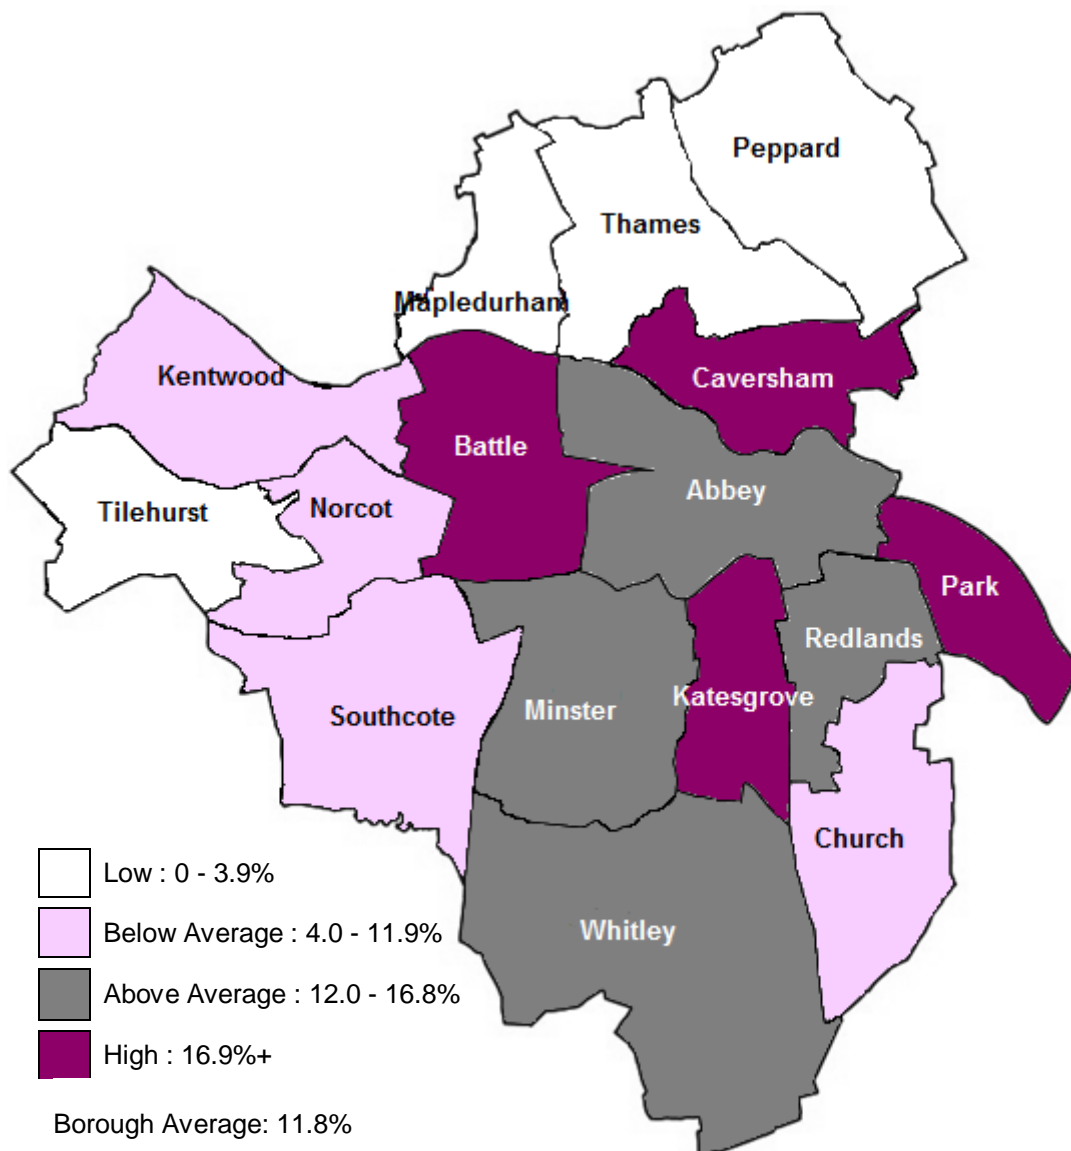 Peppard
Thames
Mapledurham
Kentwood
Caversham
Battle
Abbey
Tilehurst
Norcot
Park
Redlands
Katesgrove
Southcote
Minster
Church
Whitley
Low : 0 - 3.9%
Below Average : 4.0 - 11.9%
Above Average : 12.0 - 16.8%
High : 16.9%+
Borough Average: 11.8%